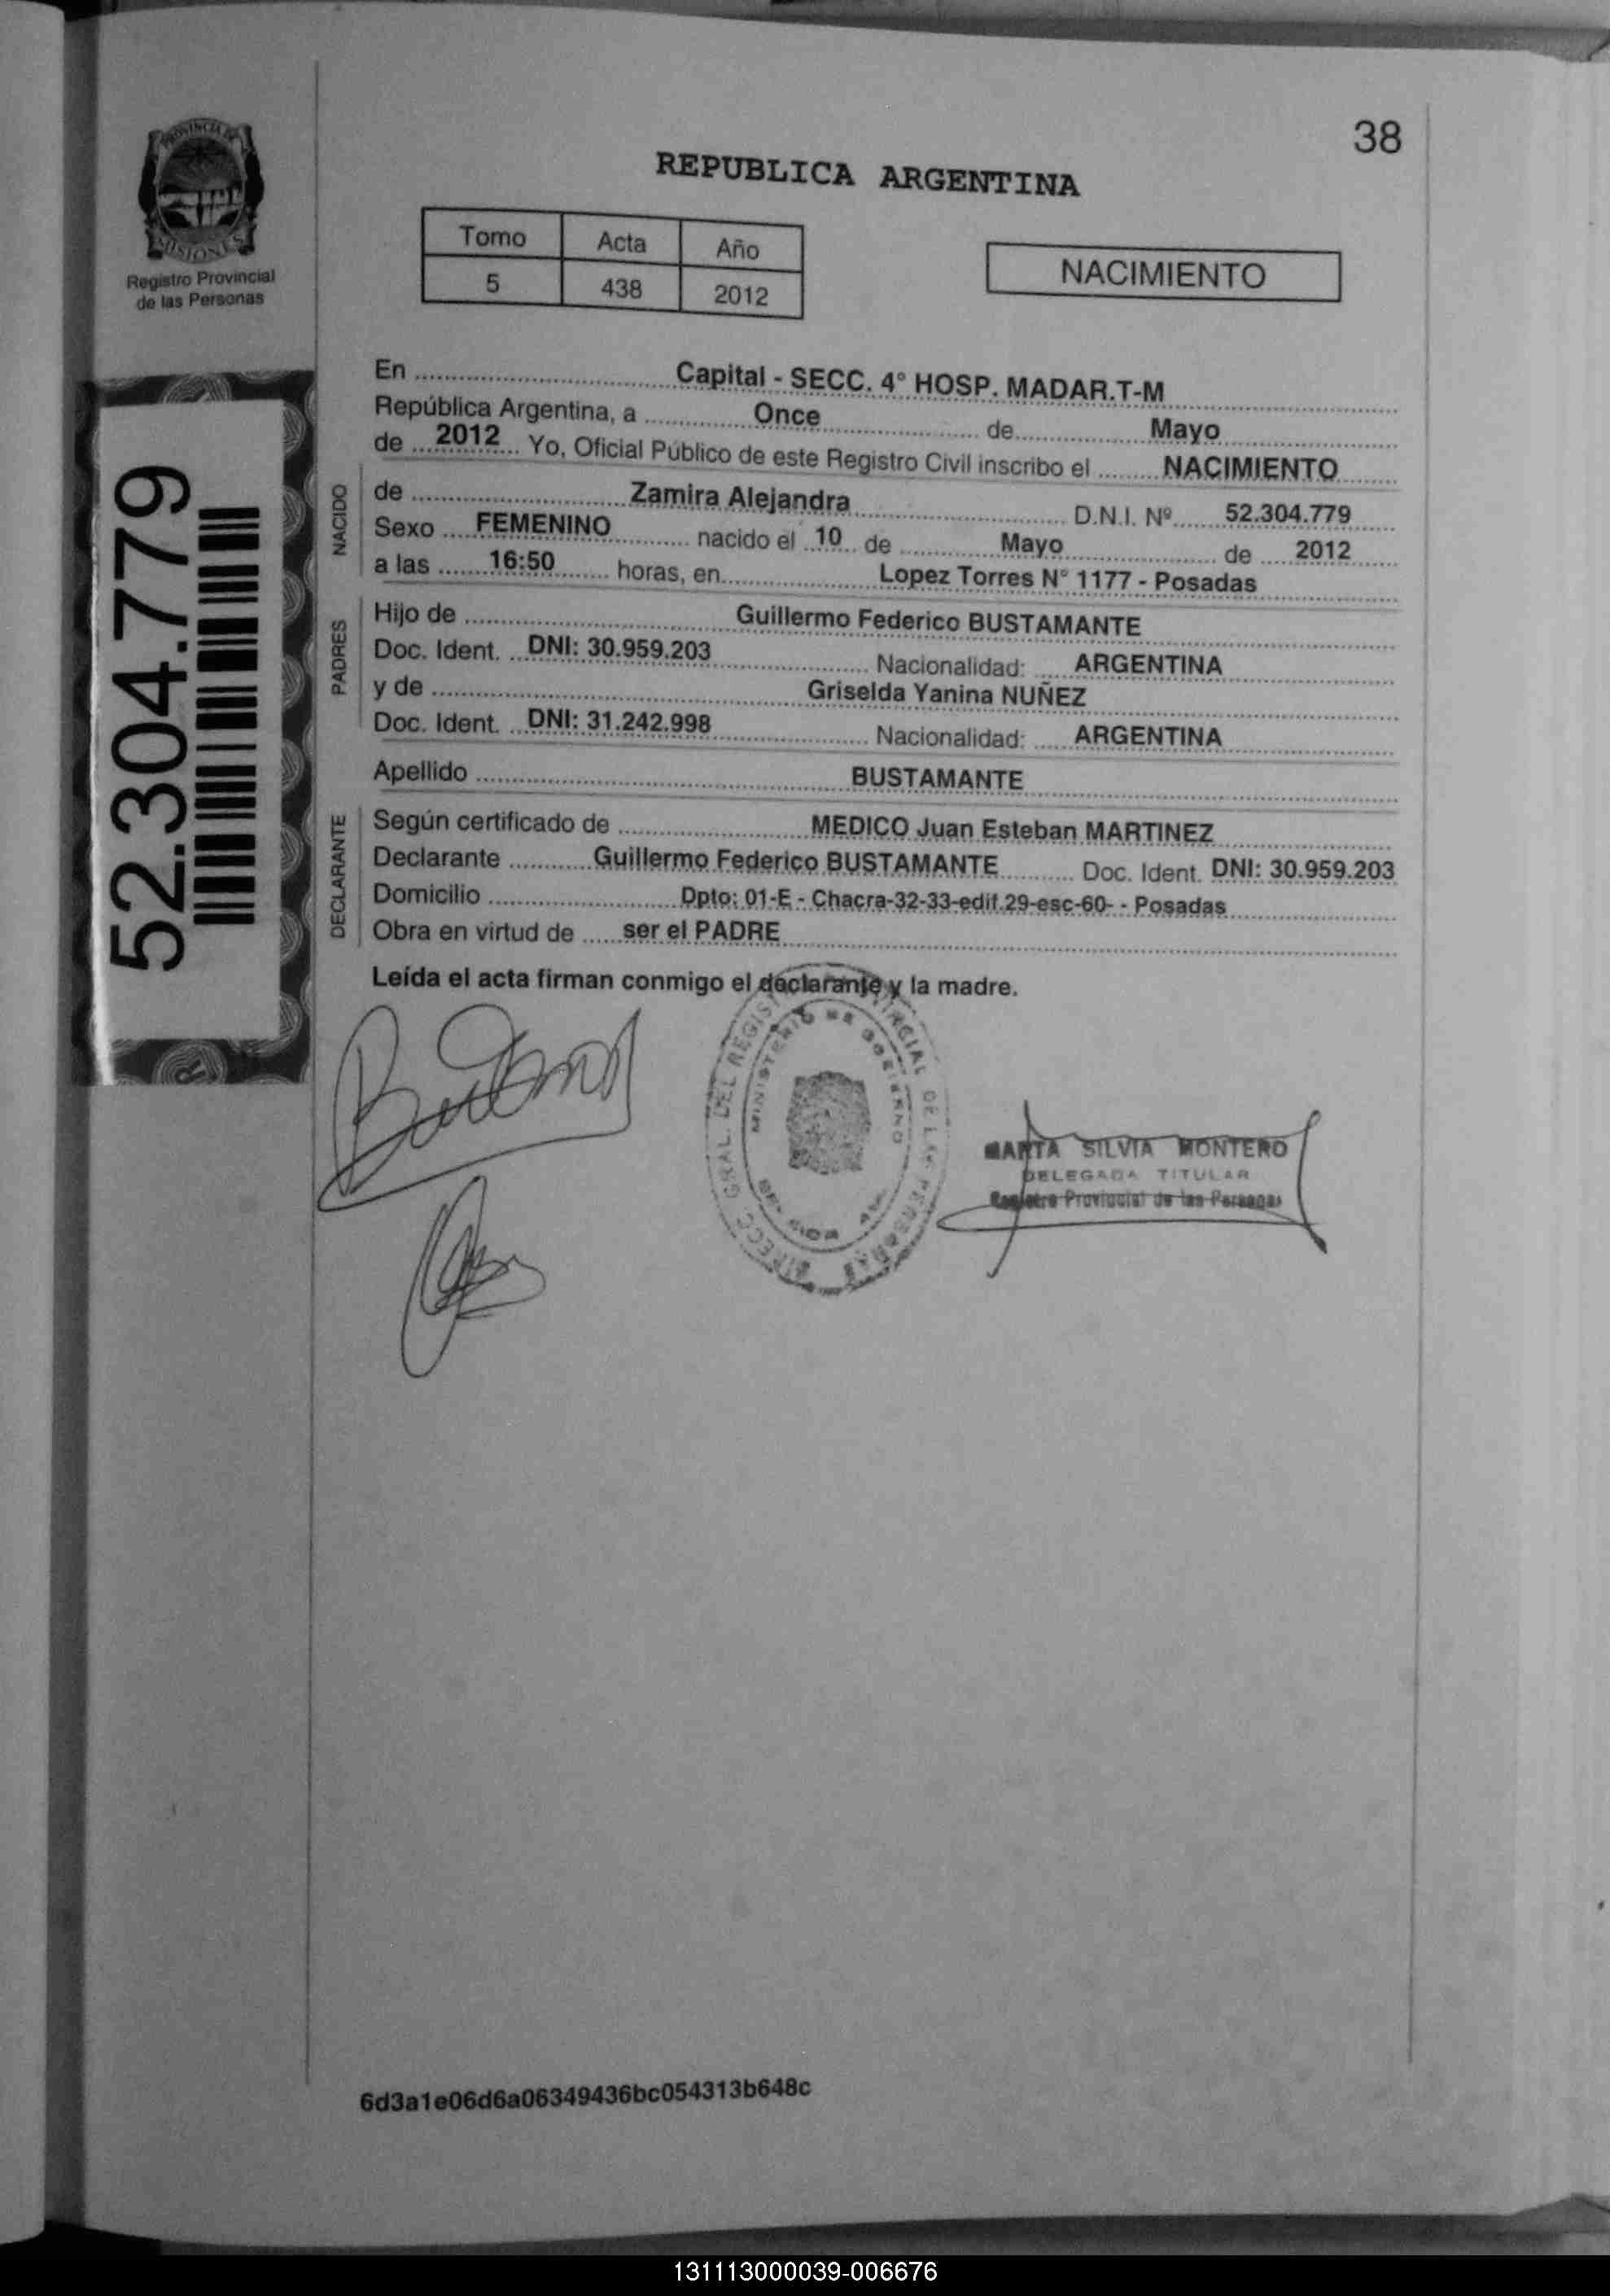 38
PROVINCIA DE
MISIONES
Registro Provincial
de las Personas
REPUBLICA ARGENTINA
Tomo Acta Año
5 438 2012
NACIMIENTO
52.304.779
En Capital - SECC. 4° HOSP. MADAR.T-M
República Argentina, a Once de Mayo
de 2012 Yo, Oficial Público de este Registro Civil inscribo el NACIMIENTO
NACIDO
de Zamira Alejandra D.N.I. Nº 52.304.779
Sexo FEMENINO nacido el 10 de Mayo de 2012
a las 16:50 horas, en Lopez Torres N° 1177 - Posadas
PADRES
Hijo de Guillermo Federico BUSTAMANTE
Doc. Ident. DNI: 30.959.203 Nacionalidad: ARGENTINA
y de Griselda Yanina NUÑEZ
Doc. Ident. DNI: 31.242.998 Nacionalidad: ARGENTINA
Apellido BUSTAMANTE
DECLARANTE
Según certificado de MEDICO Juan Esteban MARTINEZ
Declarante Guillermo Federico BUSTAMANTE Doc. Ident. DNI: 30.959.203
Domicilio Dpto: 01-E - Chacra-32-33-edif.29-esc-60- - Posadas
Obra en virtud de ser el PADRE
Leída el acta firman conmigo el declarante y la madre.
GRAL. DEL DE LAS PERSONAS
MINISTERIO DE GOBIERNO
MARTA SILVIA MONTERO
DELEGADA TITULAR
Registro Provincial de las Personas
6d3a1e06d6a06349436bc054313b648c
131113000039-006676